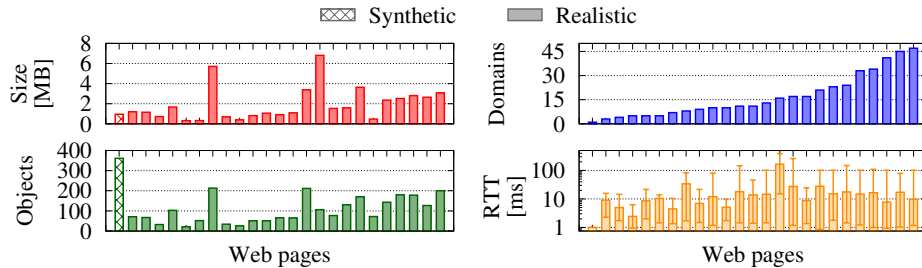 Synthetic Realistic
Size [MB]
8
6
4
2
0
Domains
45
30
15
0
Objects
400
300
200
100
0
Web pages
RTT [ms]
100
10
1
Web pages